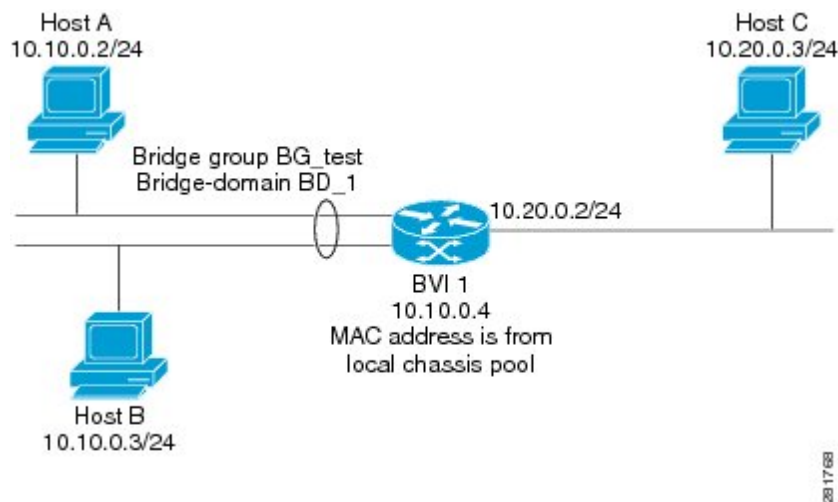 Host A
10.10.0.2/24
Host C
10.20.0.3/24
Bridge group BG_test
Bridge-domain BD_1
10.20.0.2/24
BVI 1
10.10.0.4
MAC address is from
local chassis pool
Host B
10.10.0.3/24
281768